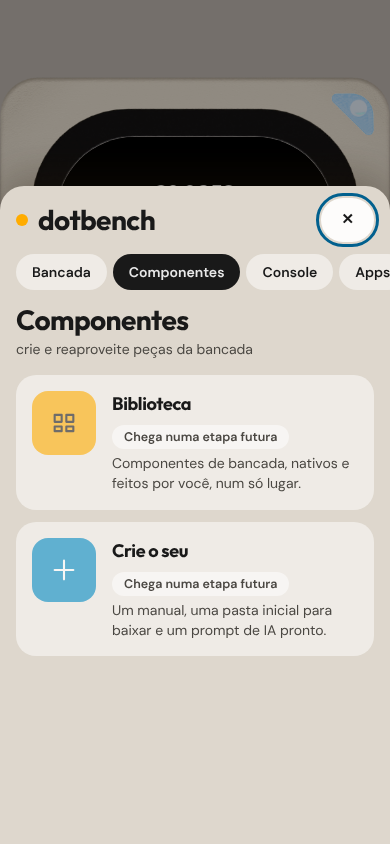 dotbench
×
Bancada
Componentes
Console
Apps
Componentes
crie e reaproveite peças da bancada
Biblioteca
Chega numa etapa futura
Componentes de bancada, nativos e
feitos por você, num só lugar.
Crie o seu
Chega numa etapa futura
Um manual, uma pasta inicial para
baixar e um prompt de IA pronto.